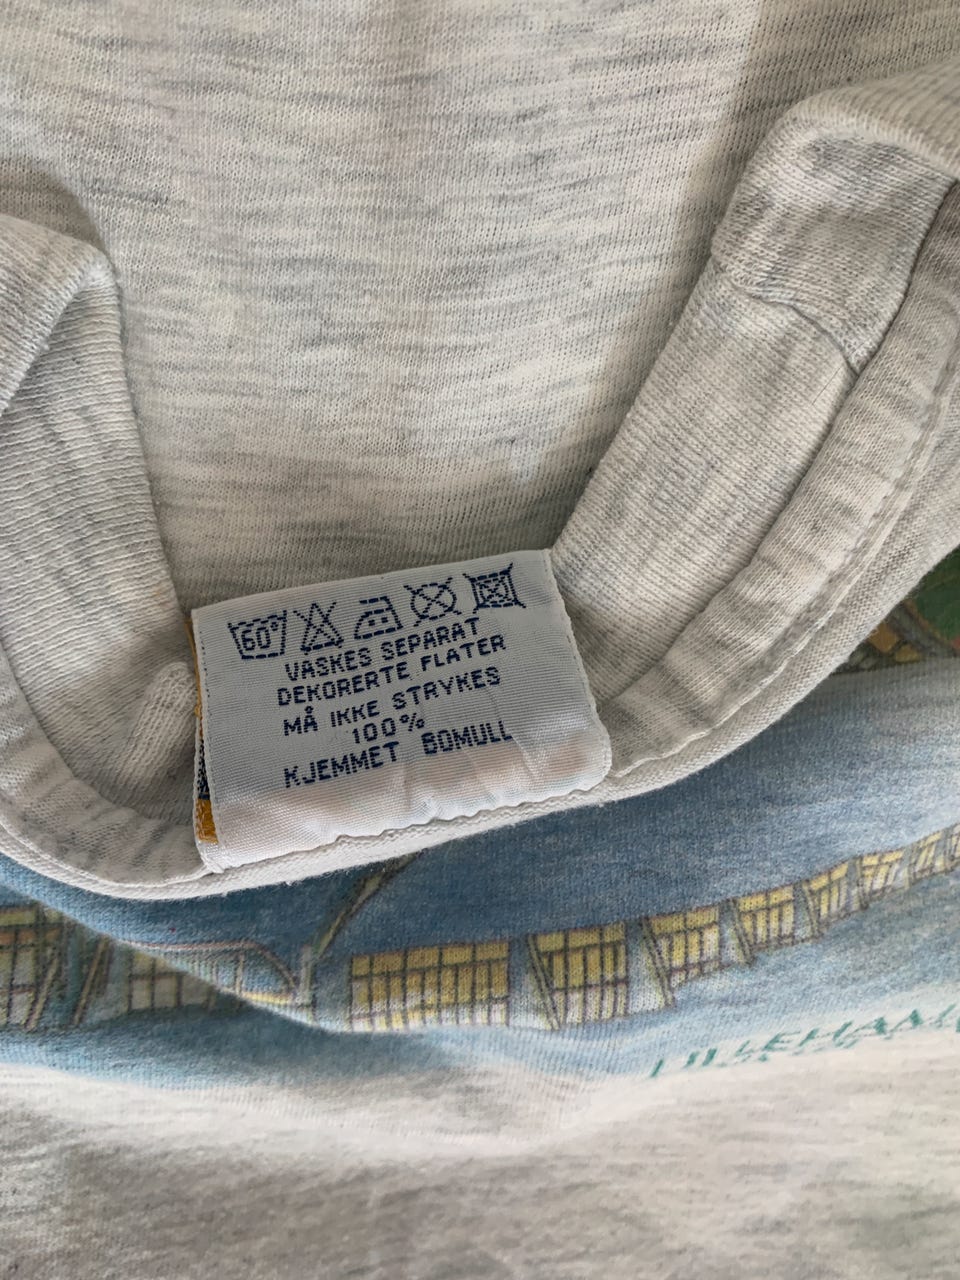 60°
VASKES SEPARAT
DEKORERTE FLATER
MÅ IKKE STRYKES
100%
KJEMMET BOMULL